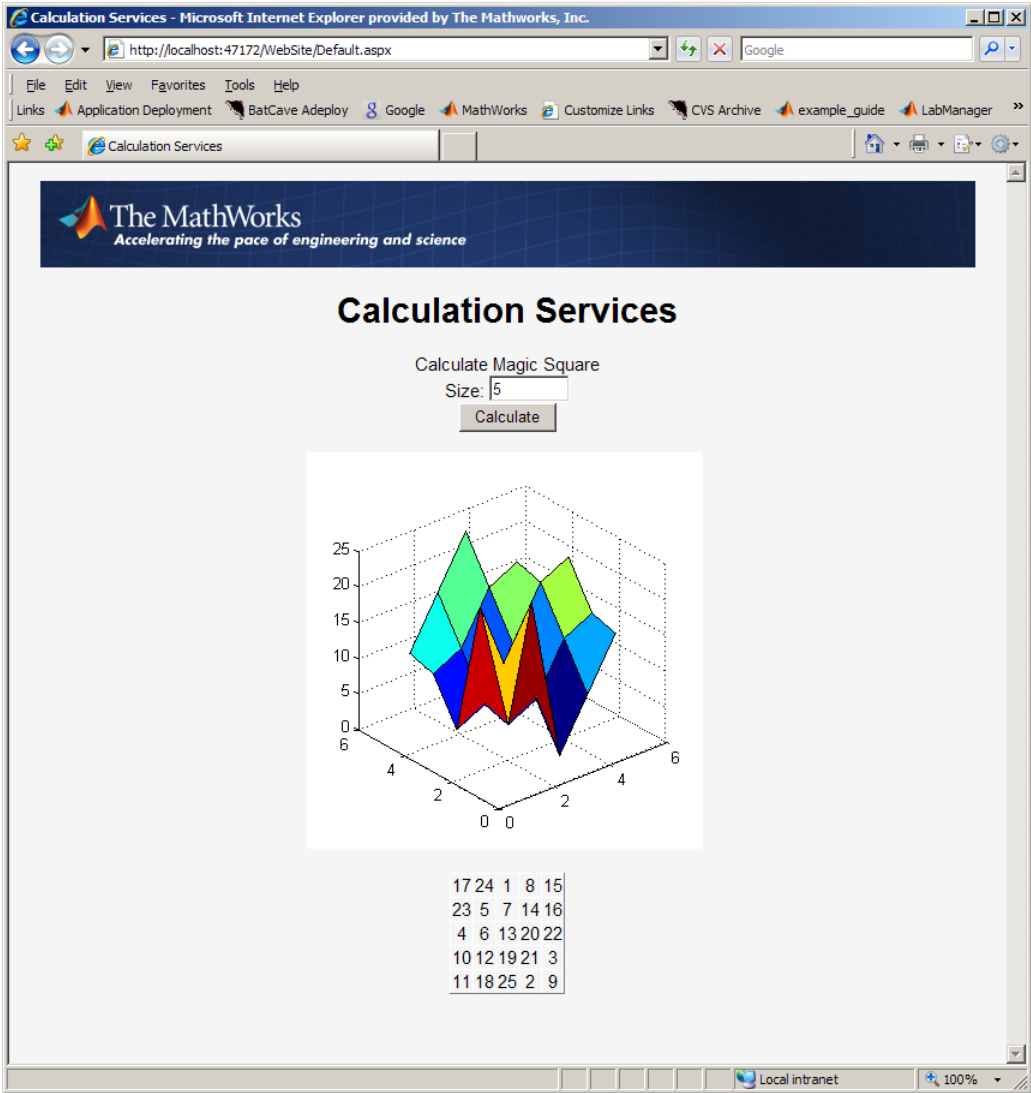 Calculation Services - Microsoft Internet Explorer provided by The Mathworks, Inc.
http://localhost:47172/WebSite/Default.aspx
Google
File Edit View Favorites Tools Help
Links Application Deployment BatCave Adeploy Google MathWorks Customize Links CVS Archive example_guide LabManager »
Calculation Services
The MathWorks
Accelerating the pace of engineering and science
Calculation Services
Calculate Magic Square
Size: 5
Calculate
25
20
15
10
5
0
6
4
2
0
0
2
4
6
17 24 1 8 15
23 5 7 14 16
4 6 13 20 22
10 12 19 21 3
11 18 25 2 9
Local intranet 100%